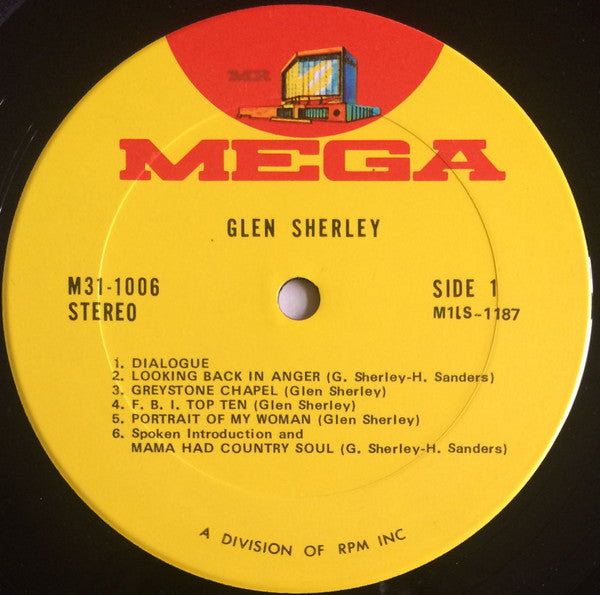 MR
MEGA
GLEN SHERLEY
M31-1006
STEREO
SIDE 1
M1LS-1187
1. DIALOGUE
2. LOOKING BACK IN ANGER (G. Sherley-H. Sanders)
3. GREYSTONE CHAPEL (Glen Sherley)
4. F. B. I. TOP TEN (Glen Sherley)
5. PORTRAIT OF MY WOMAN (Glen Sherley)
6. Spoken Introduction and
MAMA HAD COUNTRY SOUL (G. Sherley-H. Sanders)
A DIVISION OF RPM INC